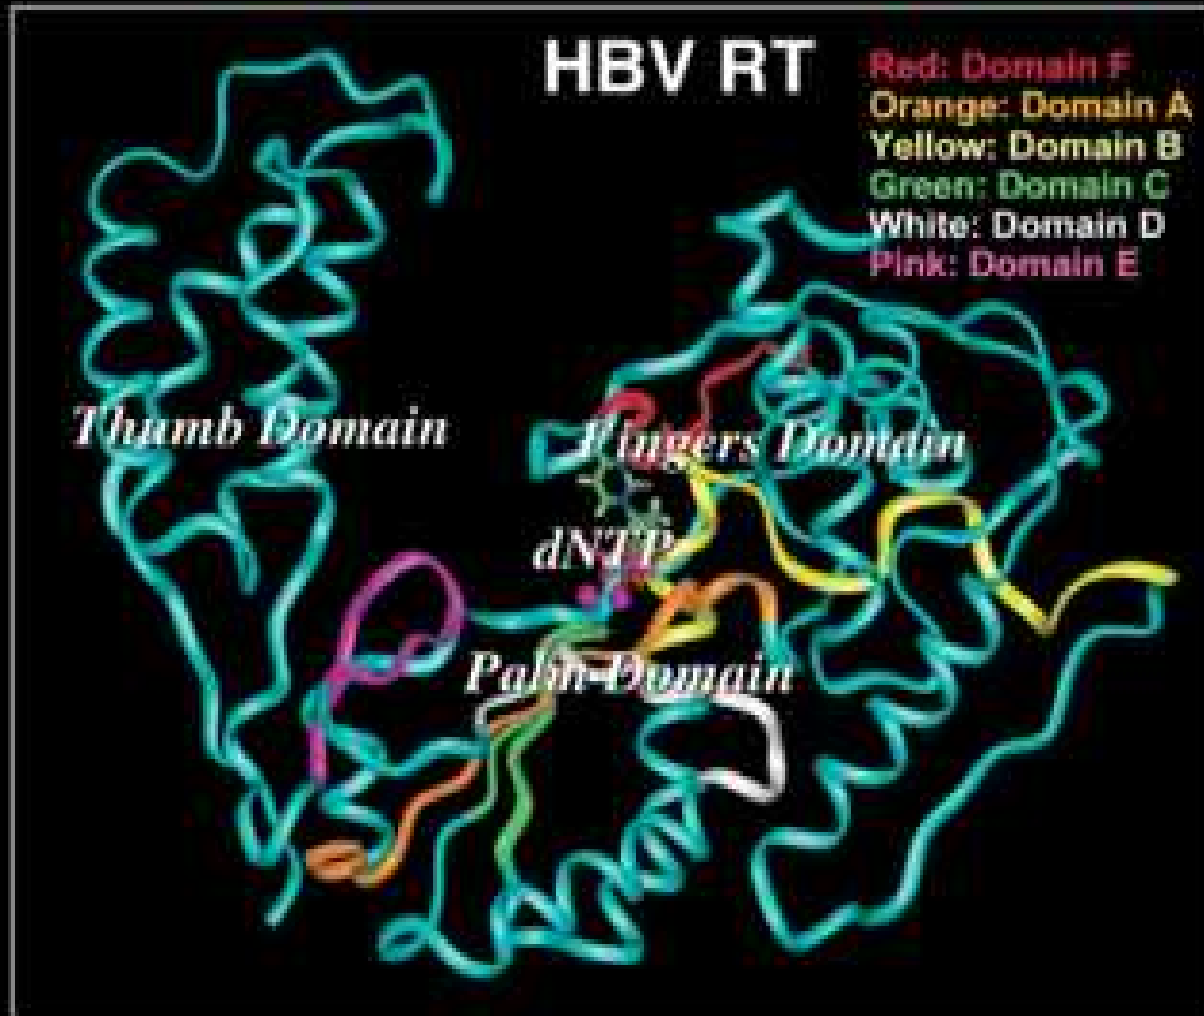 HBV RT
Red: Domain F
Orange: Domain A
Yellow: Domain B
Green: Domain C
White: Domain D
Pink: Domain E
Thumb Domain
Fingers Domain
dNTP
Palm Domain